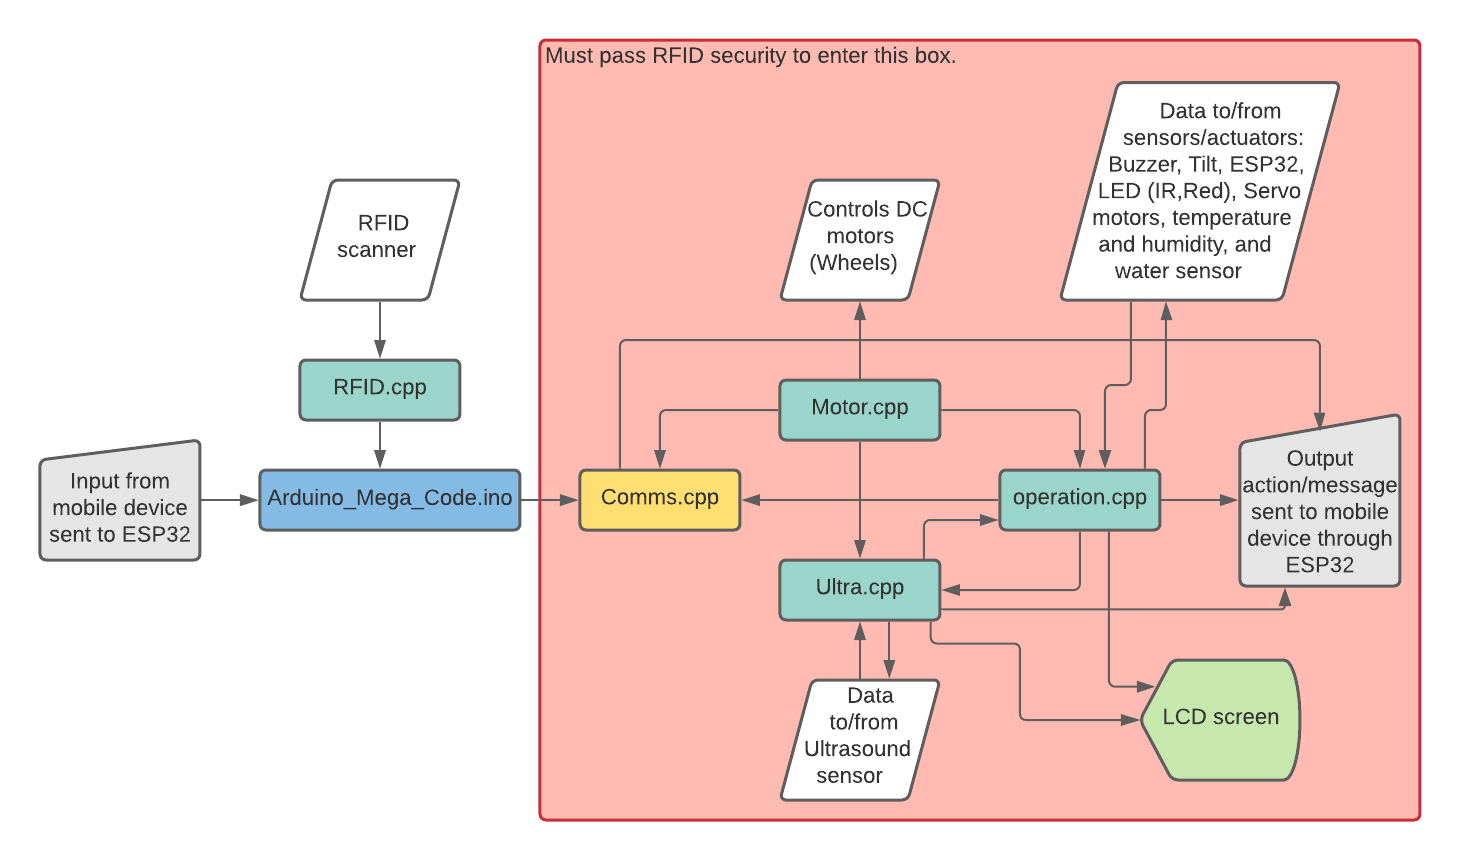 Must pass RFID security to enter this box.
Data to/from
sensors/actuators:
Buzzer, Tilt, ESP32,
LED (IR,Red), Servo
motors, temperature
and humidity, and
water sensor
RFID
scanner
Controls DC
motors
(Wheels)
RFID.cpp
Motor.cpp
Input from
mobile device
sent to ESP32
Arduino_Mega_Code.ino
Comms.cpp
operation.cpp
Output
action/message
sent to mobile
device through
ESP32
Ultra.cpp
Data
to/from
Ultrasound
sensor
LCD screen